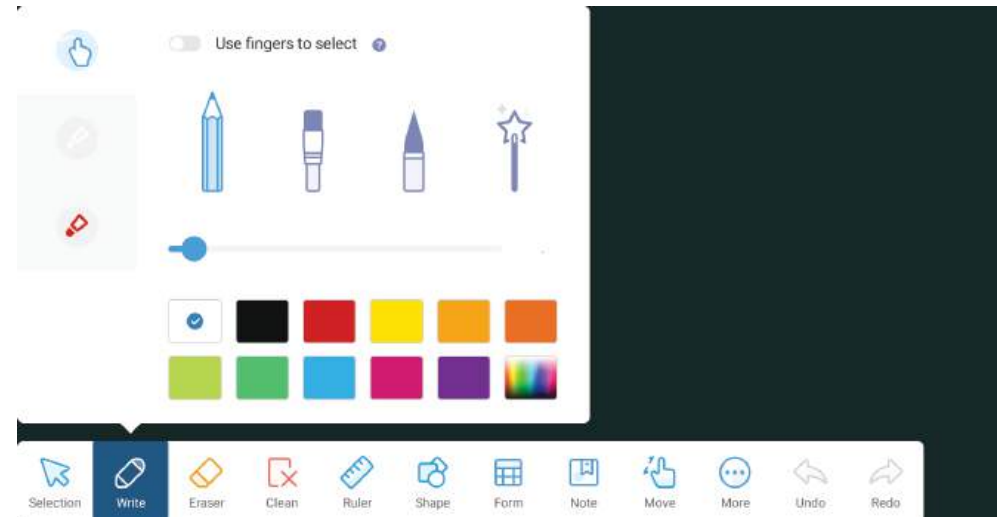 Use fingers to select ?
Selection Write Eraser Clean Ruler Shape Form Note Move More Undo Redo